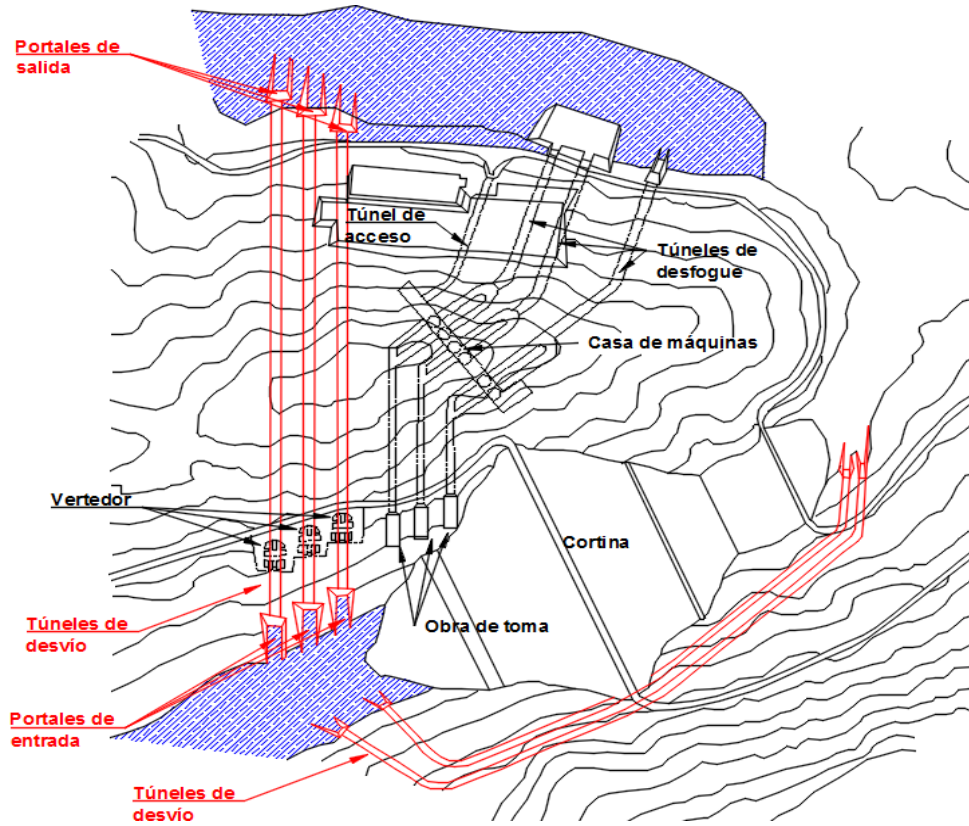 Portales de
salida
Túnel de
acceso
Túneles de
desfogue
Casa de máquinas
Vertedor
Cortina
Túneles de
desvío
Obra de toma
Portales de
entrada
Túneles de
desvío